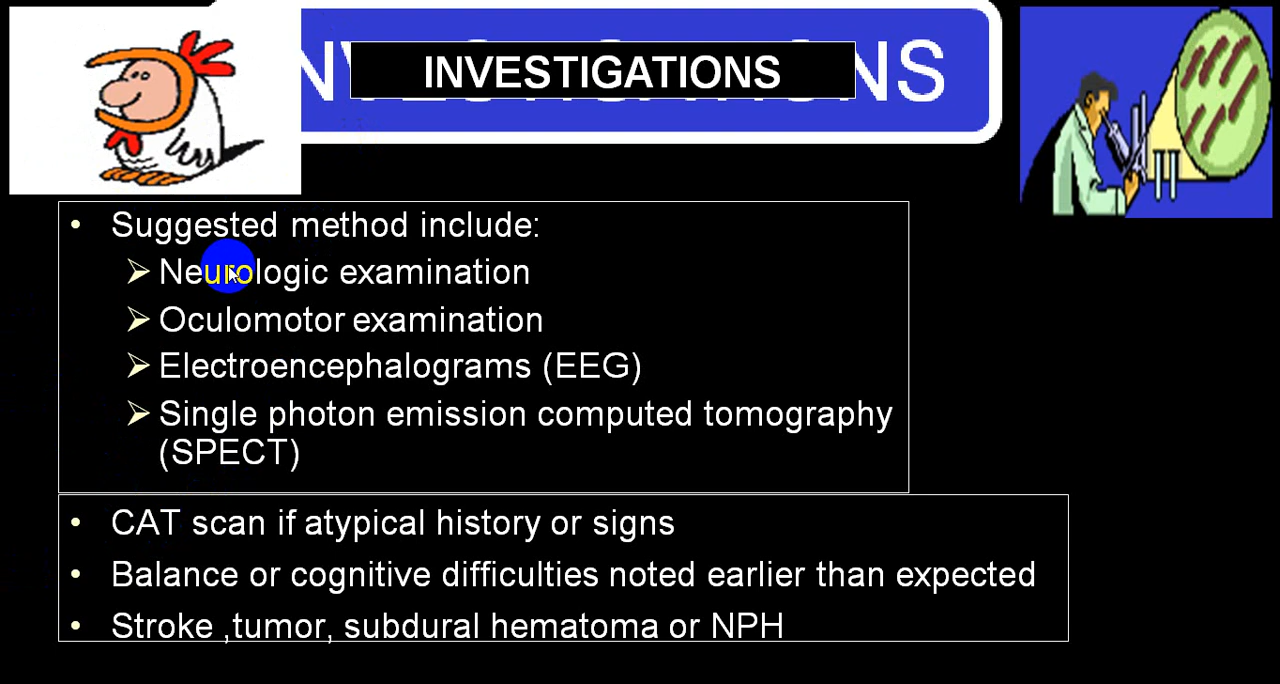 INVESTIGATIONS
• Suggested method include:
➢ Neurologic examination
➢ Oculomotor examination
➢ Electroencephalograms (EEG)
➢ Single photon emission computed tomography
(SPECT)
• CAT scan if atypical history or signs
• Balance or cognitive difficulties noted earlier than expected
• Stroke ,tumor, subdural hematoma or NPH